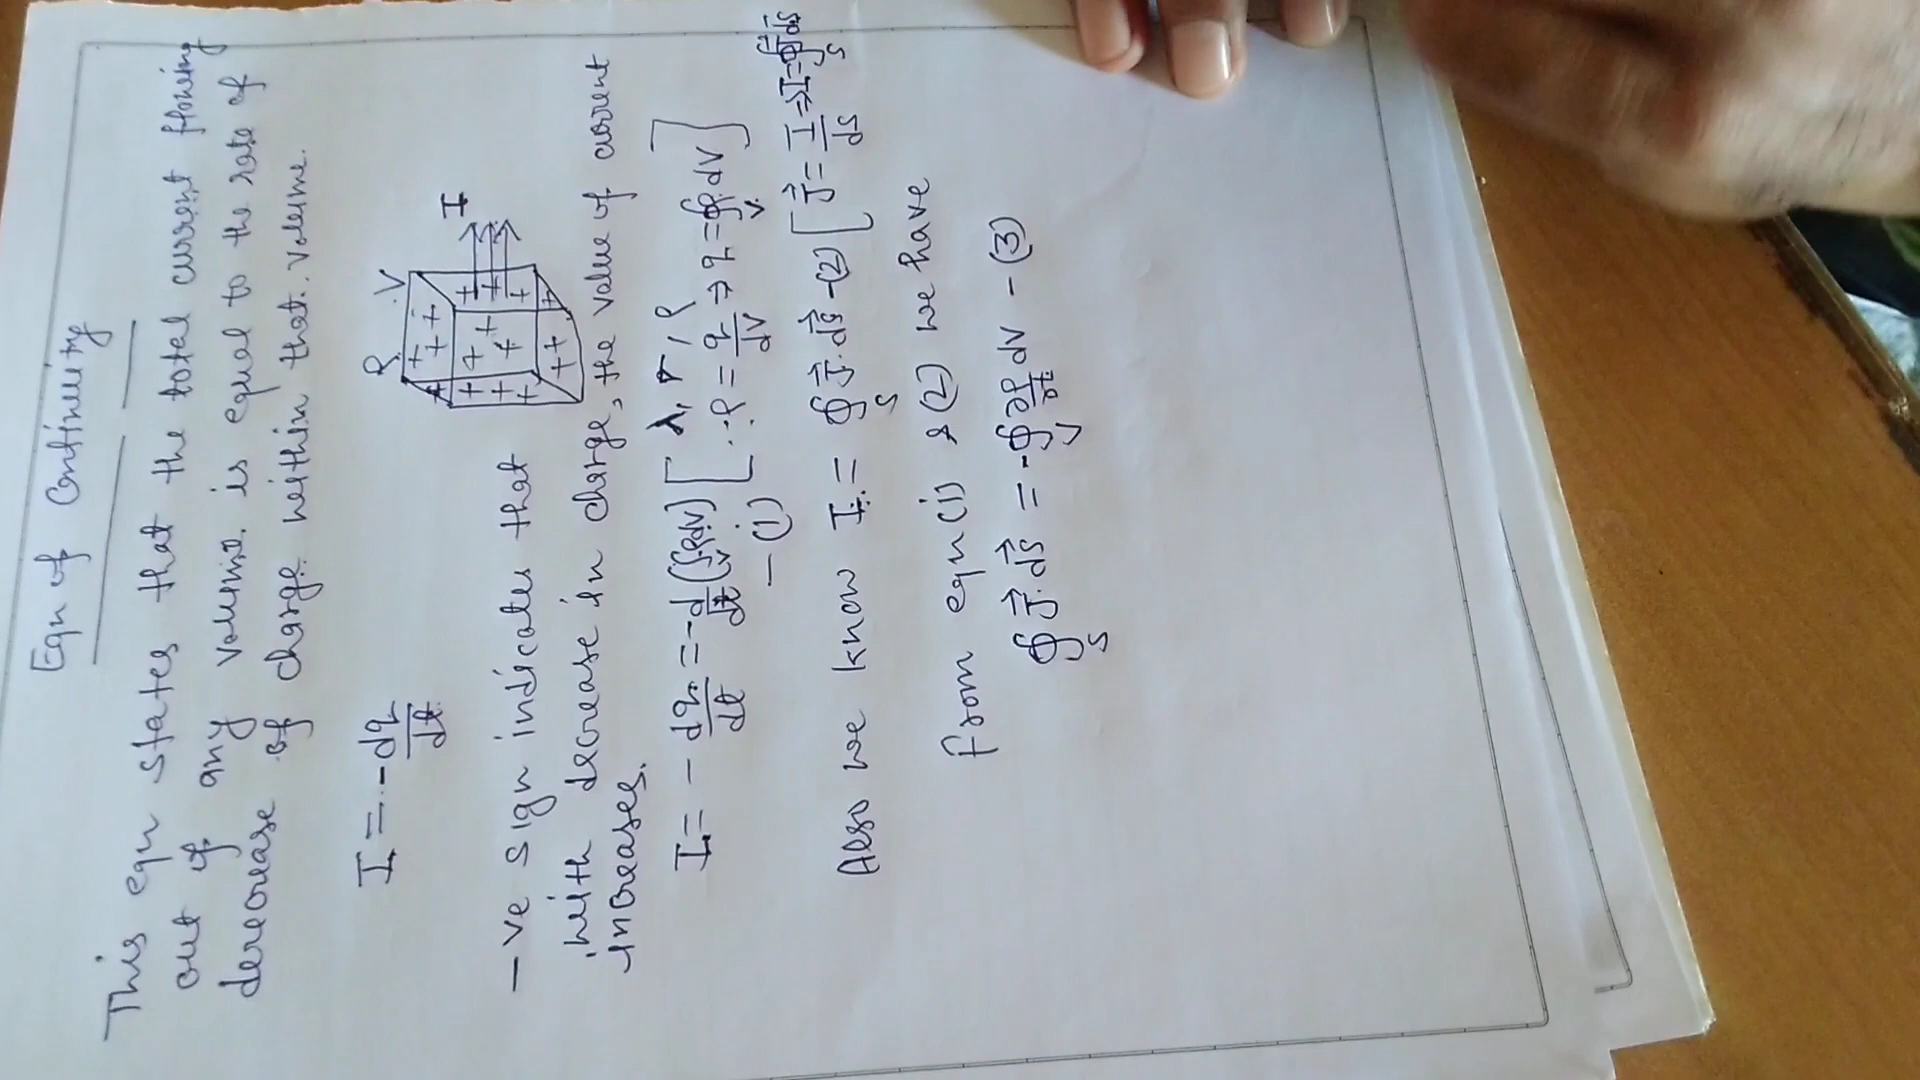 Eqn of Continuity
This eqn states that the total current flowing
out of any volume is equal to the rate of
decrease of charge within that volume.
I = -dq/dt
ρ V I
-ve sign indicates that
with decrease in charge, the value of current
increases.
λ, σ, ρ
I = - dq/dt = -d/dt (∮ρdV)ᵥ [∵ ρ = q/dV ⇒ q = ∮ᵥρ.dV]
- (1)
Also we know I = ∮ₛ J⃗.ds⃗ -(2) [J⃗ = I/ds ⇒ I = ∮ₛ J⃗ ds⃗
From eqn (1) & (2) we have
∮ₛ J⃗.ds⃗ = -∮ᵥ ∂ρ/∂t dV - (3)